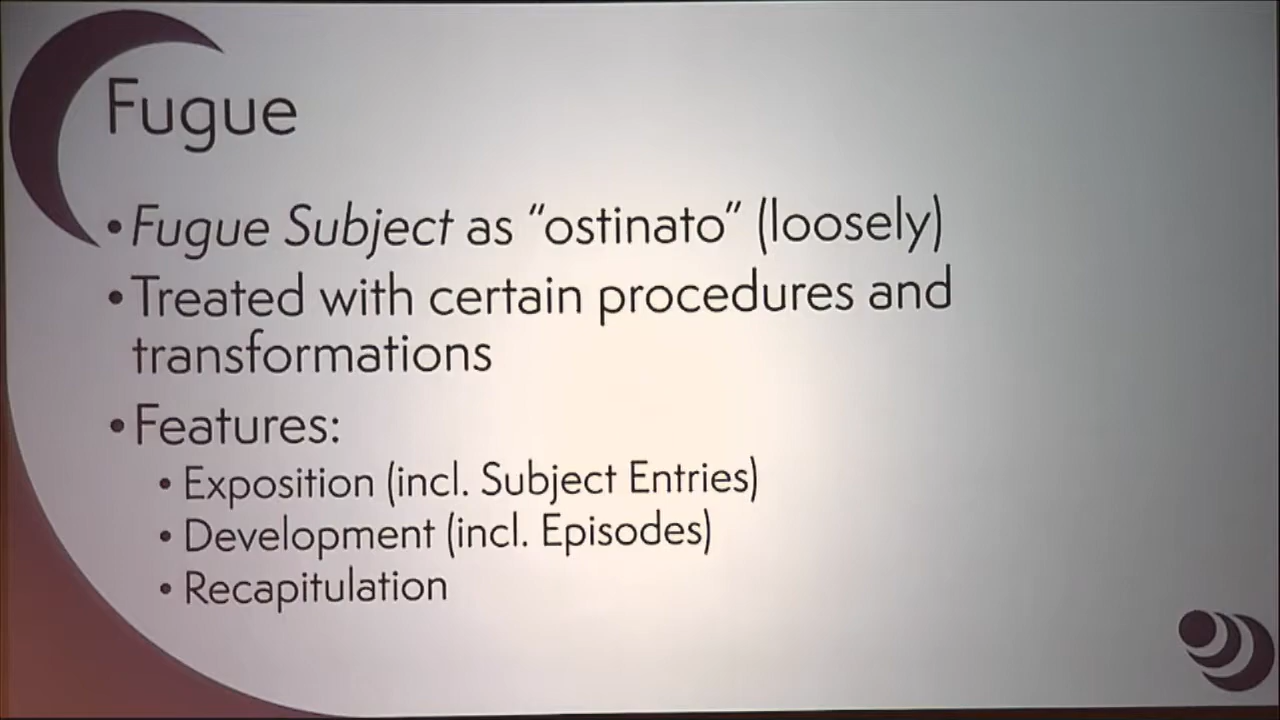 Fugue
• Fugue Subject as “ostinato” (loosely)
• Treated with certain procedures and
transformations
• Features:
• Exposition (incl. Subject Entries)
• Development (incl. Episodes)
• Recapitulation